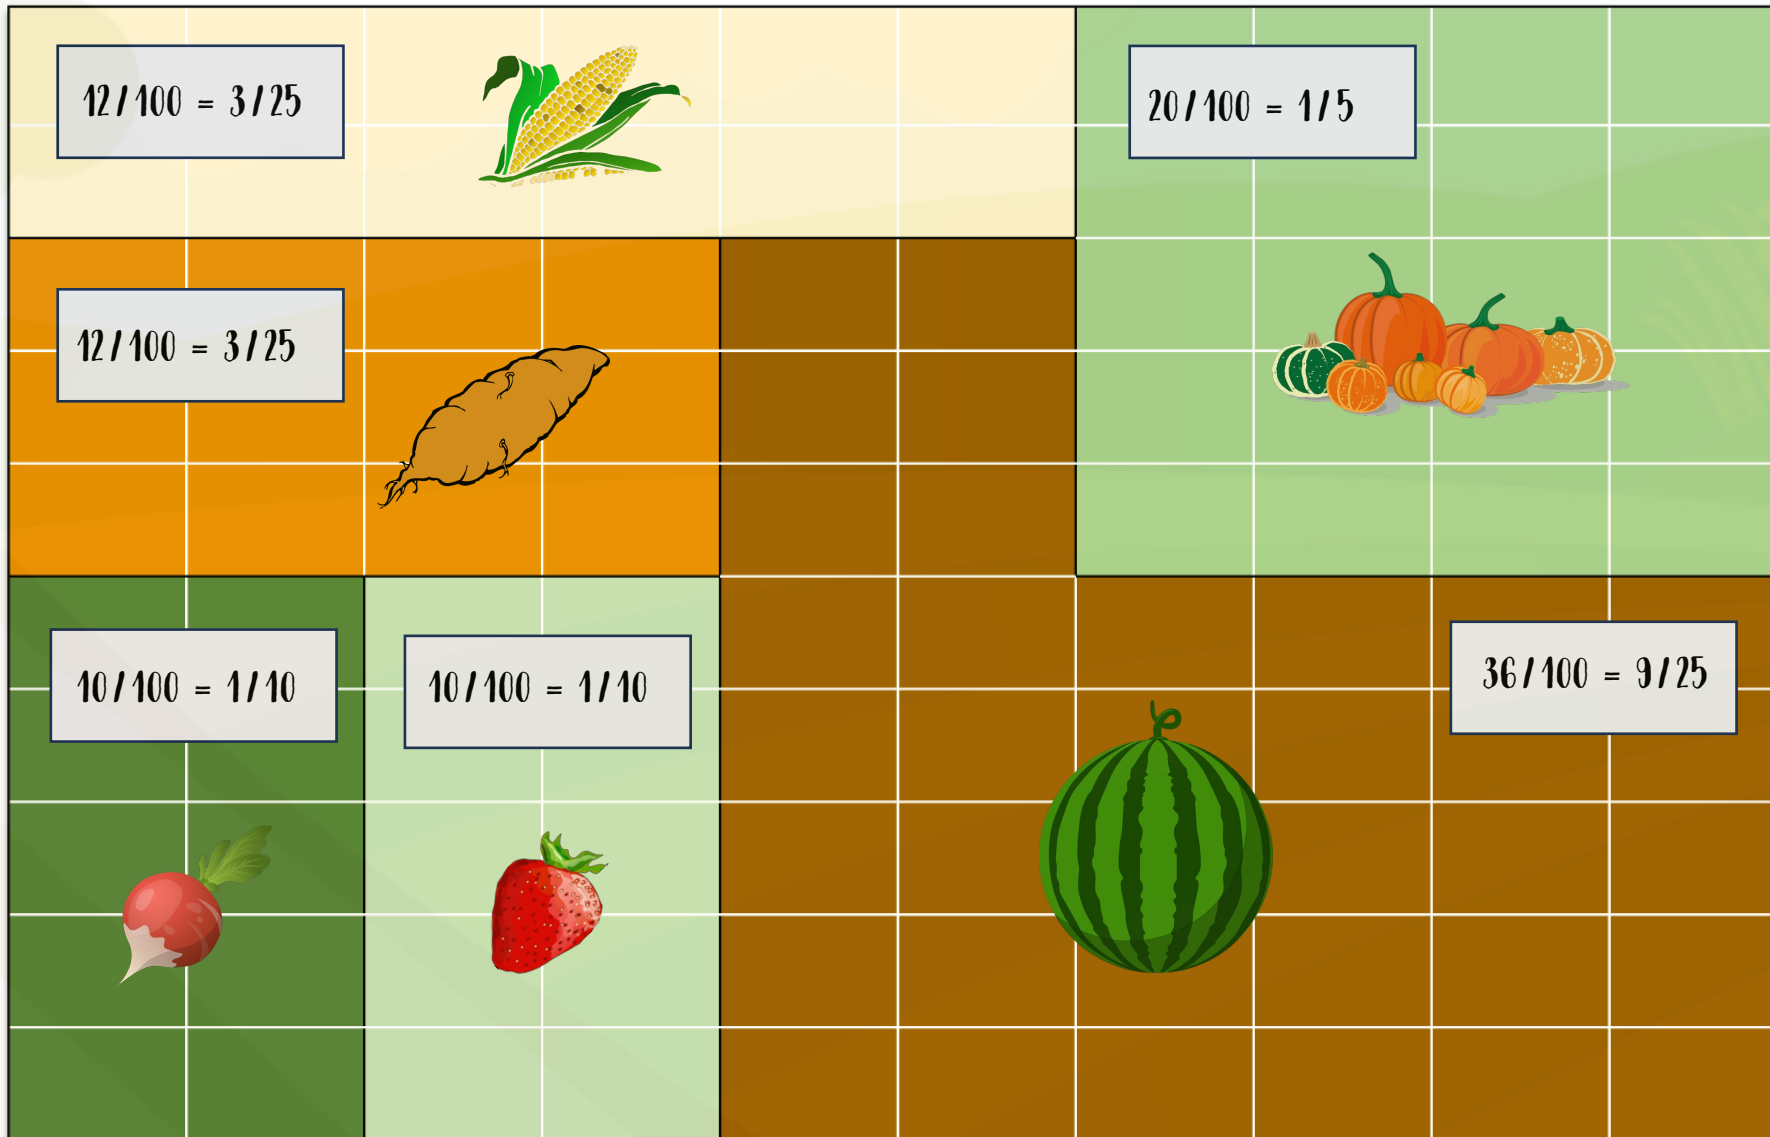 12/100 = 3/25
20/100 = 1/5
12/100 = 3/25
10/100 = 1/10
10/100 = 1/10
36/100 = 9/25